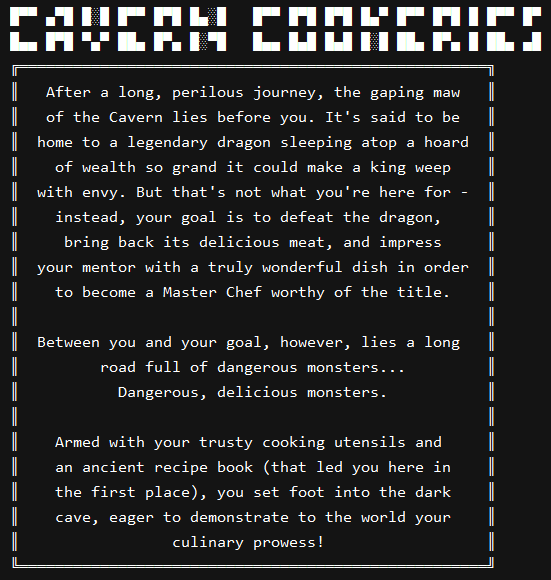 CAVERN COOKERIES
After a long, perilous journey, the gaping maw
of the Cavern lies before you. It's said to be
home to a legendary dragon sleeping atop a hoard
of wealth so grand it could make a king weep
with envy. But that's not what you're here for -
instead, your goal is to defeat the dragon,
bring back its delicious meat, and impress
your mentor with a truly wonderful dish in order
to become a Master Chef worthy of the title.
Between you and your goal, however, lies a long
road full of dangerous monsters...
Dangerous, delicious monsters.
Armed with your trusty cooking utensils and
an ancient recipe book (that led you here in
the first place), you set foot into the dark
cave, eager to demonstrate to the world your
culinary prowess!